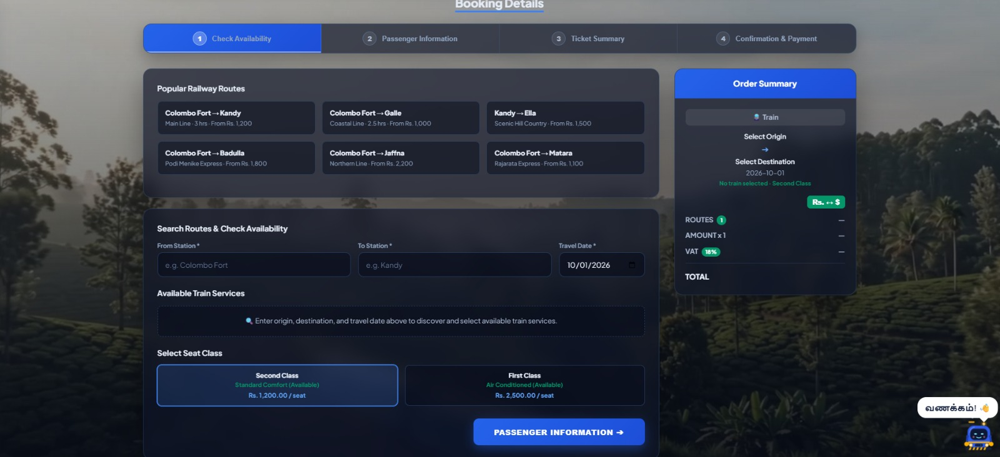 Booking Details
1 Check Availability
2 Passenger Information
3 Ticket Summary
4 Confirmation & Payment
Popular Railway Routes
Colombo Fort → Kandy
Main Line · 3 hrs · From Rs. 1,200
Colombo Fort → Galle
Coastal Line · 2.5 hrs · From Rs. 1,000
Kandy → Ella
Scenic Hill Country · From Rs. 1,500
Colombo Fort → Badulla
Podi Menike Express · From Rs. 1,800
Colombo Fort → Jaffna
Northern Line · From Rs. 2,200
Colombo Fort → Matara
Rajarata Express · From Rs. 1,100
Search Routes & Check Availability
From Station *
e.g. Colombo Fort
To Station *
e.g. Kandy
Travel Date *
10/01/2026
Available Train Services
🔍 Enter origin, destination, and travel date above to discover and select available train services.
Select Seat Class
Second Class
Standard Comfort (Available)
Rs. 1,200.00 / seat
First Class
Air Conditioned (Available)
Rs. 2,500.00 / seat
PASSENGER INFORMATION ➔
Order Summary
🚆 Train
Select Origin
➔
Select Destination
2026-10-01
No train selected · Second Class
Rs. ↔ $
ROUTES 1 —
AMOUNT x 1 —
VAT 18% —
TOTAL
வணக்கம்! 👋